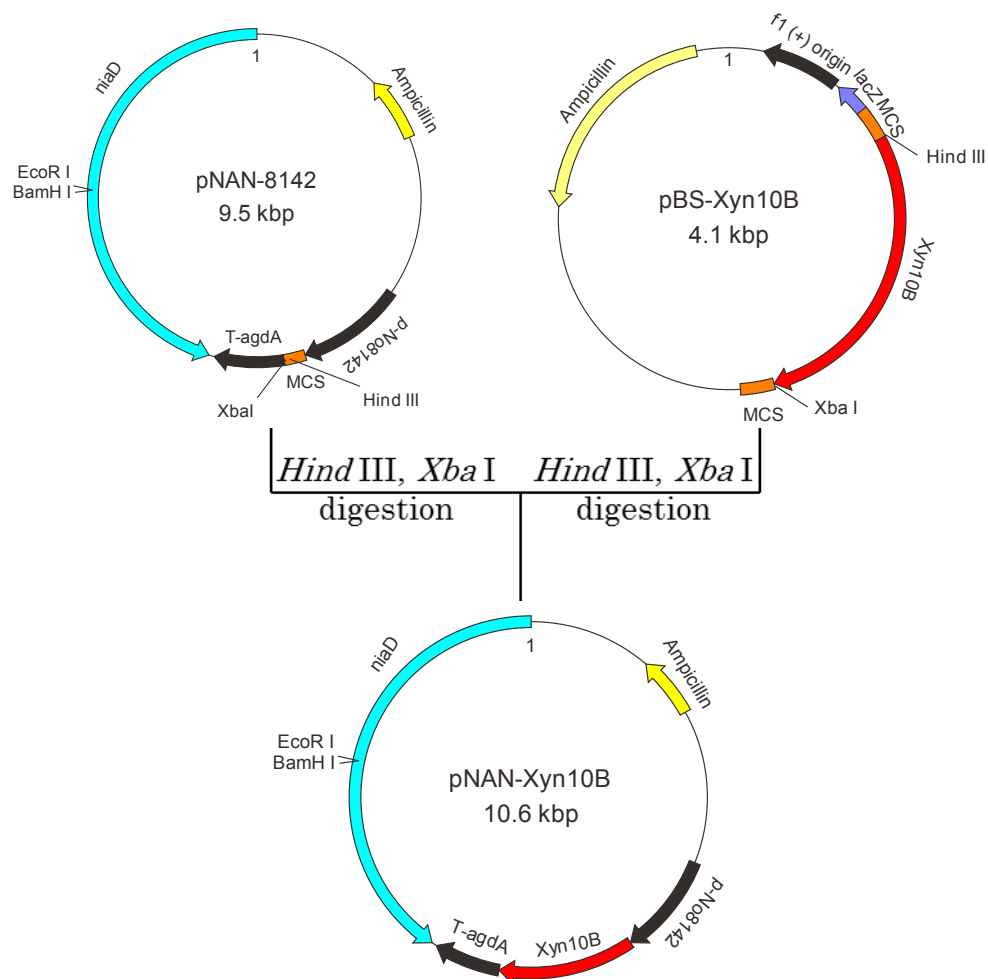 niaD
1
Ampicillin
EcoR I
BamH I
pNAN-8142
9.5 kbp
T-agdA
MCS
p-No8142
XbaI
Hind III
Ampicillin
1
f1 (+) origin
lacZ
MCS
Hind III
pBS-Xyn10B
4.1 kbp
Xyn10B
MCS
Xba I
Hind III, Xba I
digestion
Hind III, Xba I
digestion
niaD
1
Ampicillin
EcoR I
BamH I
pNAN-Xyn10B
10.6 kbp
T-agdA
Xyn10B
p-No8142